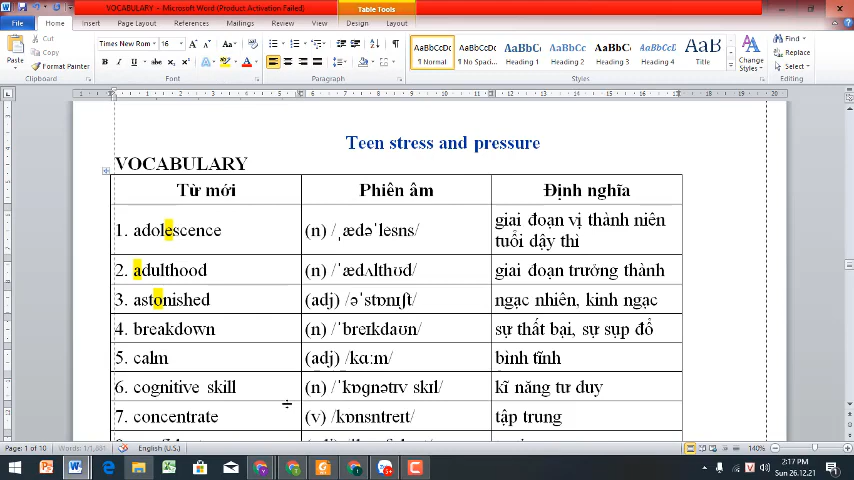 VOCABULARY - Microsoft Word (Product Activation Failed)
Table Tools
File
Home
Insert
Page Layout
References
Mailings
Review
View
Design
Layout
Paste
Cut
Copy
Format Painter
Clipboard
Times New Rom
16
Font
Paragraph
AaBbCcDc
¶ Normal
AaBbCcDc
¶ No Spaci...
AaBbC
Heading 1
AaBbCc
Heading 2
AaBbCc
Heading 3
AaBbCc
Heading 4
AaB
Title
Change Styles
Styles
Find
Replace
Select
Editing
Teen stress and pressure
VOCABULARY
Từ mới Phiên âm Định nghĩa
1. adolescence (n) /ˌædəˈlesns/ giai đoạn vị thành niên
tuổi dậy thì
2. adulthood (n) /ˈædʌlthʊd/ giai đoạn trưởng thành
3. astonished (adj) /əˈstɒnɪʃt/ ngạc nhiên, kinh ngạc
4. breakdown (n) /ˈbreɪkdaʊn/ sự thất bại, sự sụp đổ
5. calm (adj) /kɑːm/ bình tĩnh
6. cognitive skill (n) /ˈkɒɡnətɪv skɪl/ kĩ năng tư duy
7. concentrate (v) /kɒnsntreɪt/ tập trung
Page: 1 of 10
Words: 1/1,881
English (U.S.)
140%
2:17 PM
Sun 26.12.21